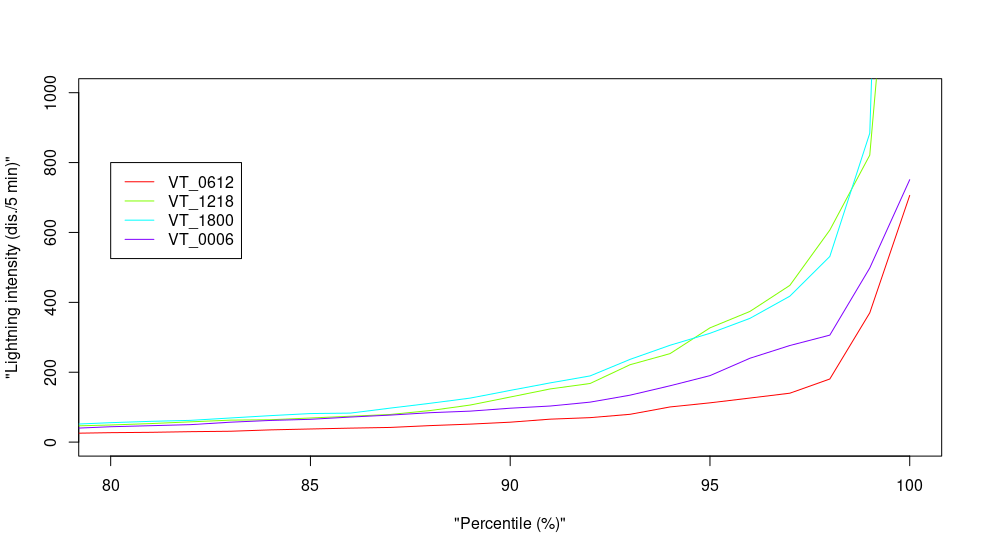 1000
800
600
400
200
0
"Lightning intensity (dis./5 min)"
VT_0612
VT_1218
VT_1800
VT_0006
80 85 90 95 100
"Percentile (%)"